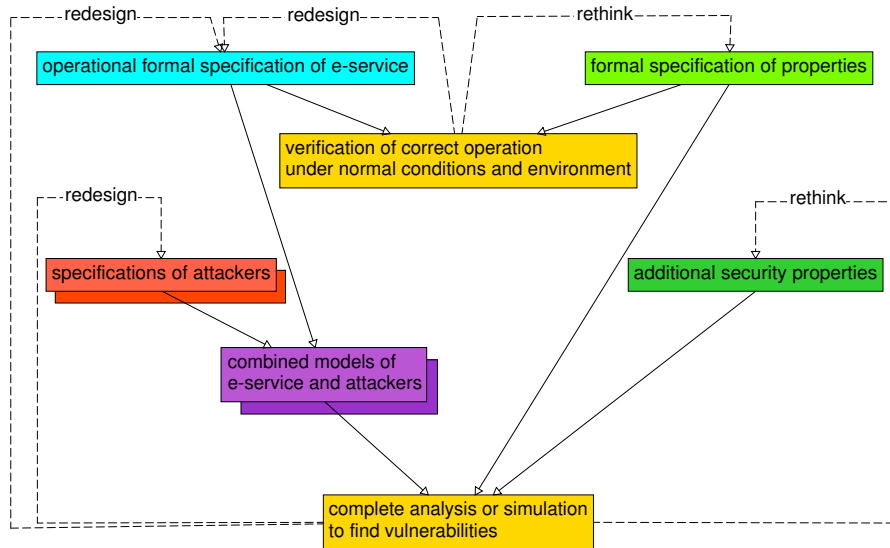 redesign
redesign
rethink
operational formal specification of e-service
formal specification of properties
verification of correct operation
under normal conditions and environment
redesign
rethink
specifications of attackers
additional security properties
combined models of
e-service and attackers
complete analysis or simulation
to find vulnerabilities